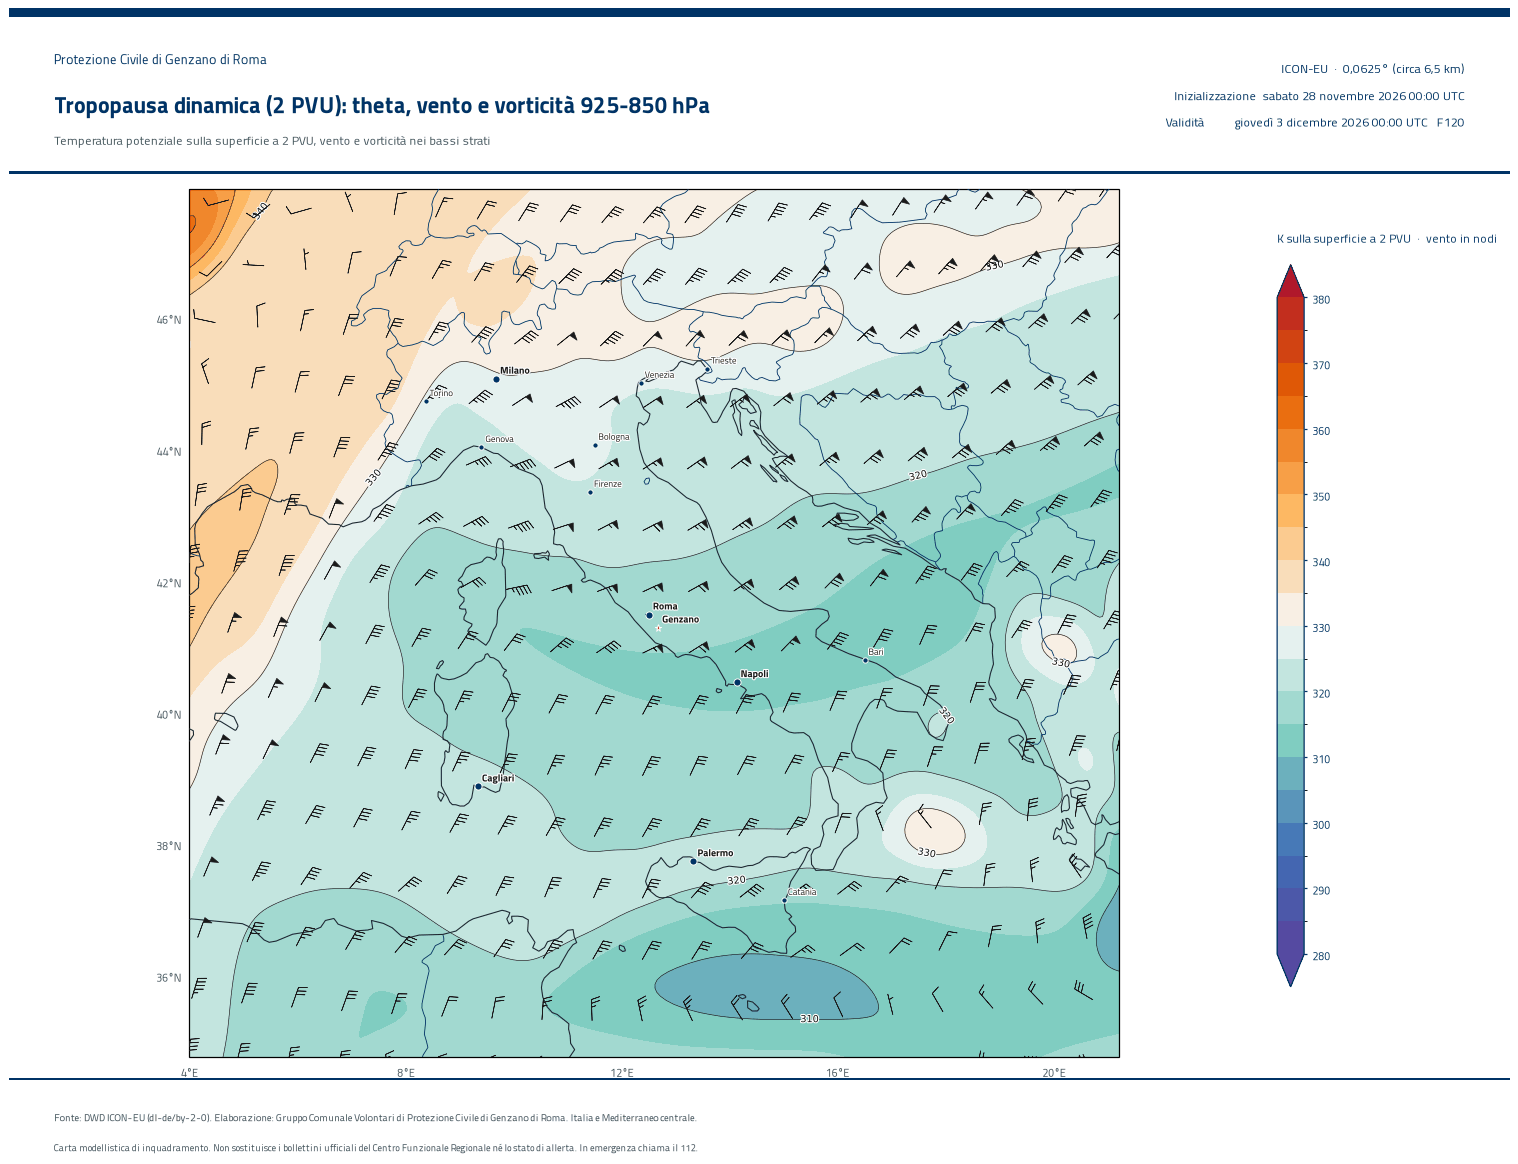 Protezione Civile di Genzano di Roma
Tropopausa dinamica (2 PVU): theta, vento e vorticità 925-850 hPa
Temperatura potenziale sulla superficie a 2 PVU, vento e vorticità nei bassi strati
ICON-EU · 0,0625° (circa 6,5 km)
Inizializzazione sabato 28 novembre 2026 00:00 UTC
Validità giovedì 3 dicembre 2026 00:00 UTC F120
K sulla superficie a 2 PVU · vento in nodi
380
370
360
350
340
330
320
310
300
290
280
46°N
44°N
42°N
40°N
38°N
36°N
4°E
8°E
12°E
16°E
20°E
340
330
330
320
330
320
330
320
310
Milano
Torino
Venezia
Trieste
Genova
Bologna
Firenze
Roma
Genzano
Napoli
Bari
Cagliari
Palermo
Catania
Fonte: DWD ICON-EU (dl-de/by-2-0). Elaborazione: Gruppo Comunale Volontari di Protezione Civile di Genzano di Roma. Italia e Mediterraneo centrale.
Carta modellistica di inquadramento. Non sostituisce i bollettini ufficiali del Centro Funzionale Regionale né lo stato di allerta. In emergenza chiama il 112.